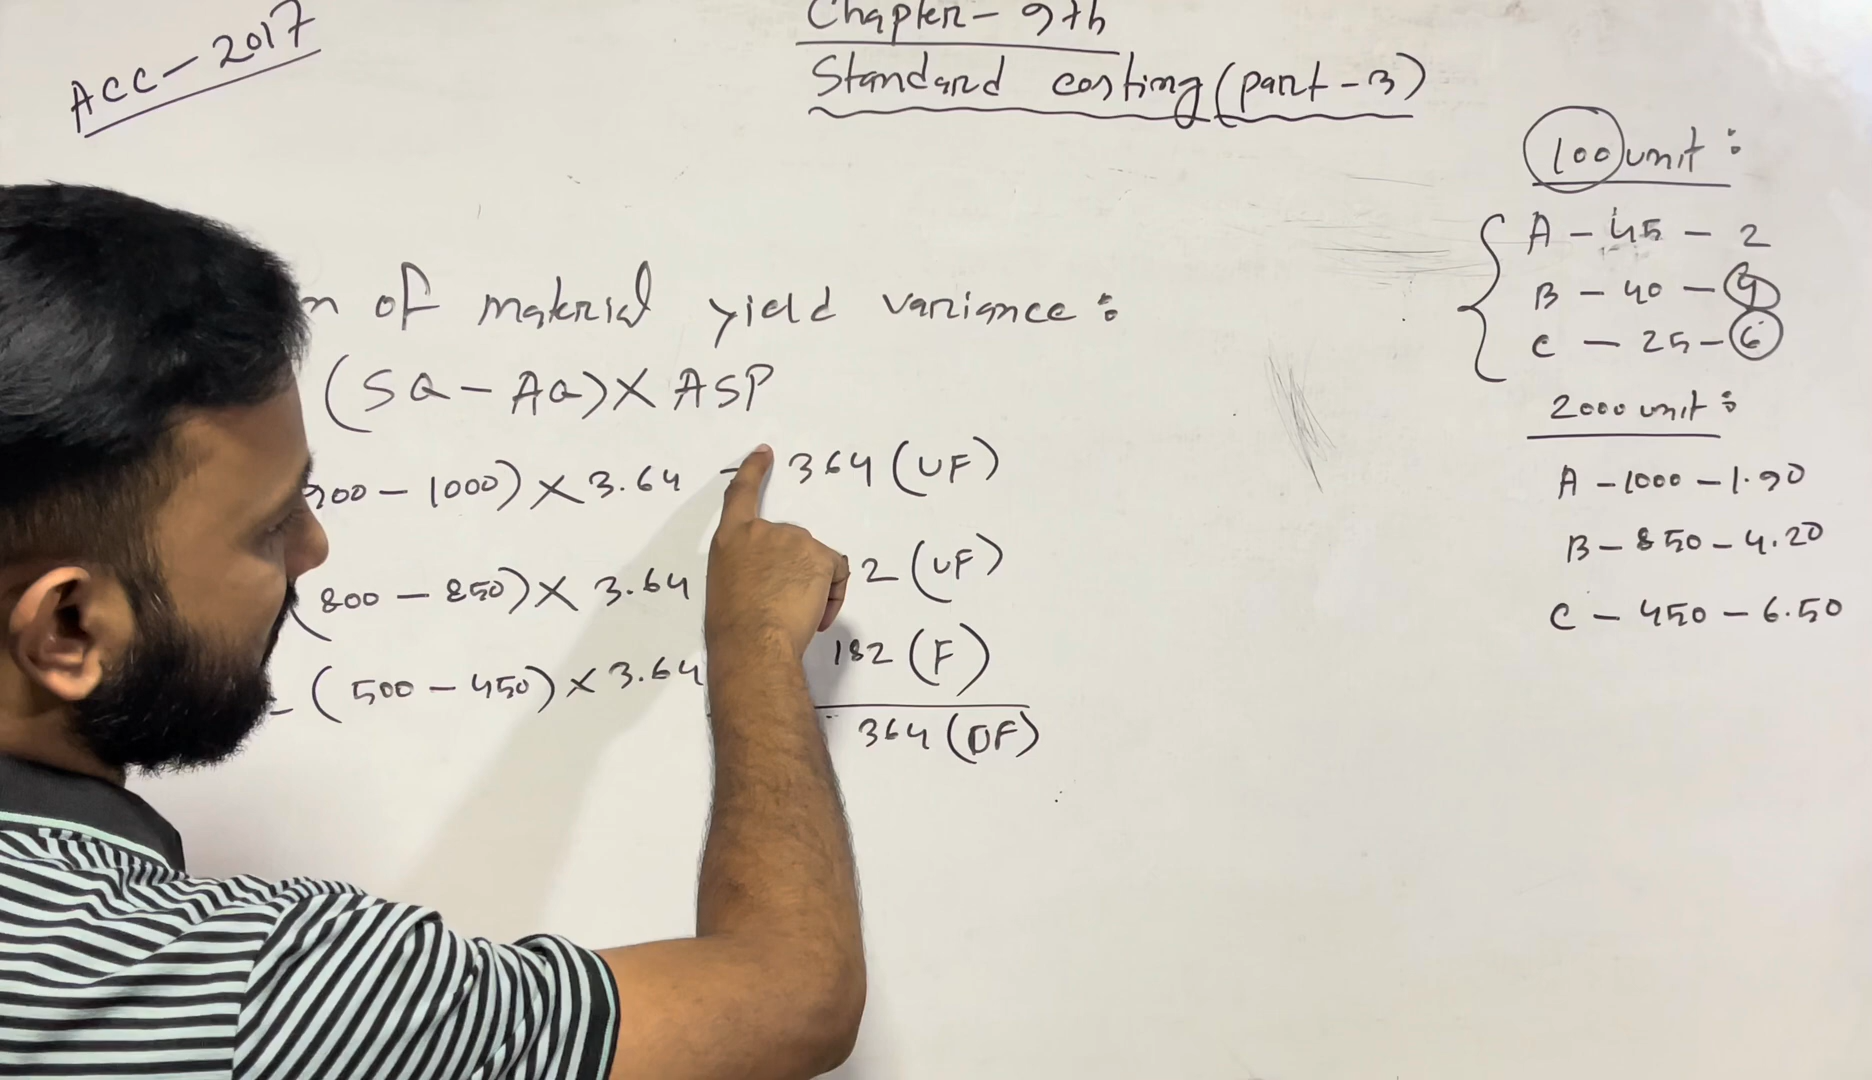 ACC-2017
Chapter-9th
Standard costing (part-3)
n of material yield variance:
(SQ-AQ)×ASP
900-1000)×3.64 - 364 (UF)
(800-850)×3.64 2 (UF)
-(500-450)×3.64 182 (F)
364 (UF)
100 unit:
A-45-2
B-40-4
C-25-6
2000 unit:
A-1000-1.90
B-850-4.20
C-450-6.50